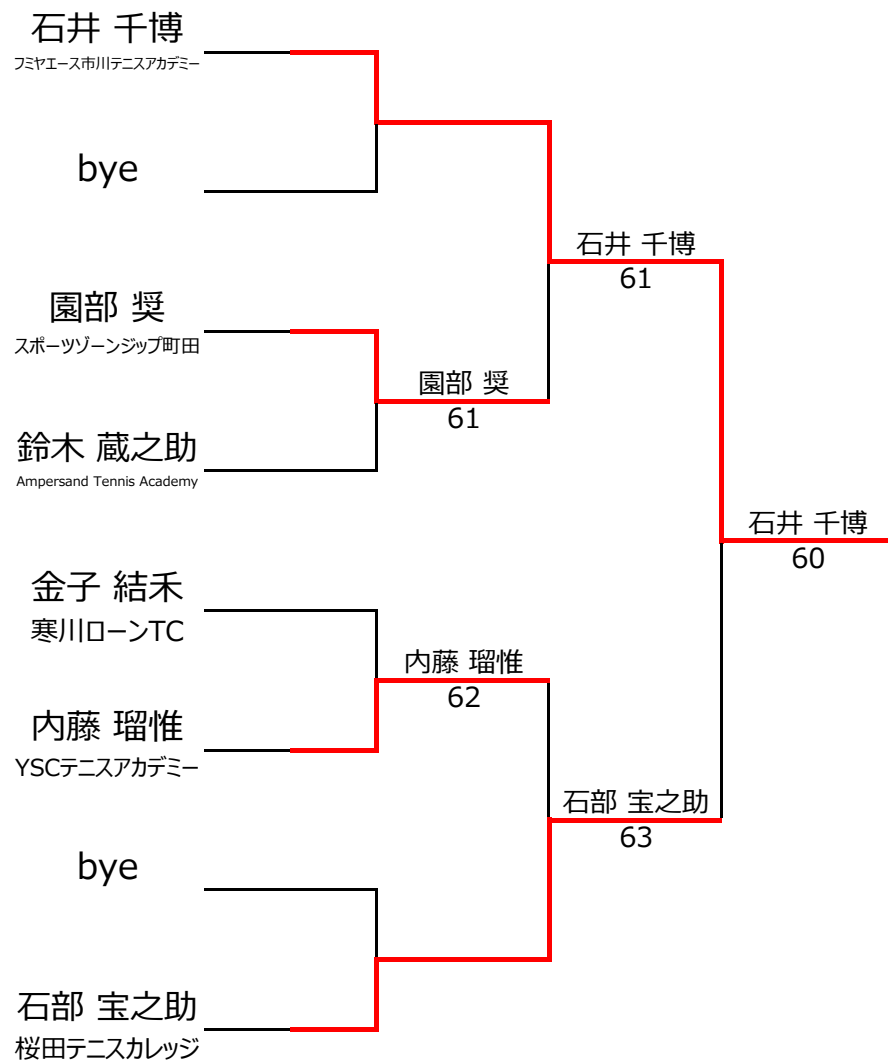 石井 千博
フミヤエース市川テニスアカデミー
bye
園部 奨
スポーツゾーンジップ町田
鈴木 蔵之助
Ampersand Tennis Academy
金子 結禾
寒川ローンTC
内藤 瑠惟
YSCテニスアカデミー
bye
石部 宝之助
桜田テニスカレッジ
園部 奨
61
内藤 瑠惟
62
石井 千博
61
石部 宝之助
63
石井 千博
60